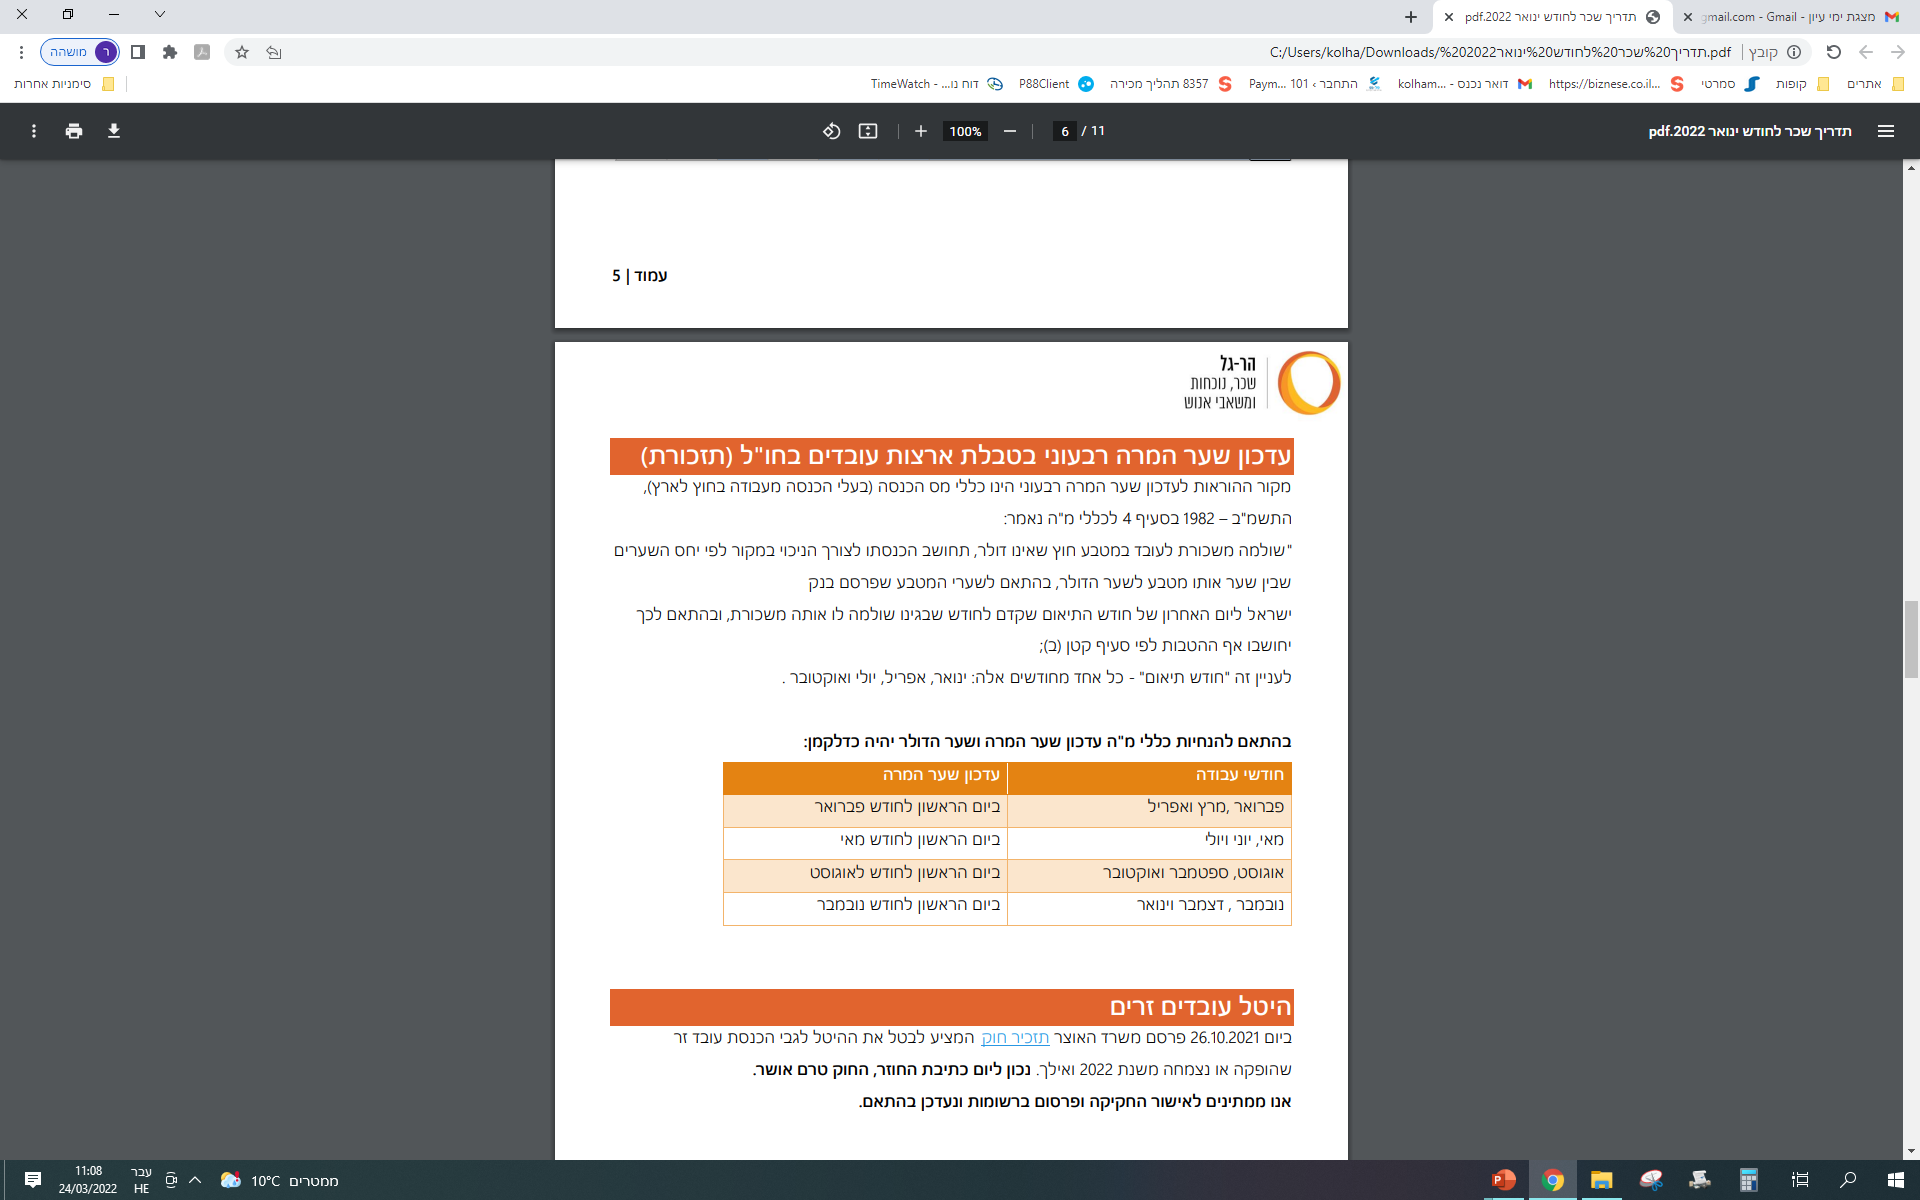 מצגת ימי עיון - gmail.com - Gmail
תדריך שכר לחודש ינואר 2022.pdf
קובץ
C:/Users/kolha/Downloads/תדריך%20שכר%20לחודש%20ינואר%202022.pdf
מושהה
ר
אתרים
קופות
סמרטי
https://biznese.co.il...
דואר נכנס - kolham...
התחבר ‹ Paym... 101
8357 תהליך מכירה
P88Client
דוח נו... - TimeWatch
סימניות אחרות
תדריך שכר לחודש ינואר 2022.pdf
6 / 11
100%
עמוד | 5
הר-גל
שכר, נוכחות
ומשאבי אנוש
עדכון שער המרה רבעוני בטבלת ארצות עובדים בחו"ל (תזכורת)
מקור ההוראות לעדכון שער המרה רבעוני הינו כללי מס הכנסה (בעלי הכנסה מעבודה בחוץ לארץ),
התשמ"ב – 1982 בסעיף 4 לכללי מ"ה נאמר:
"שולמה משכורת לעובד במטבע חוץ שאינו דולר, תחושב הכנסתו לצורך הניכוי במקור לפי יחס השערים
שבין שער אותו מטבע לשער הדולר, בהתאם לשערי המטבע שפרסם בנק
ישראל ליום האחרון של חודש התיאום שקדם לחודש שבגינו שולמה לו אותה משכורת, ובהתאם לכך
יחושבו אף ההטבות לפי סעיף קטן (ב);
לעניין זה "חודש תיאום" - כל אחד מחודשים אלה: ינואר, אפריל, יולי ואוקטובר .
בהתאם להנחיות כללי מ"ה עדכון שער המרה ושער הדולר יהיה כדלקמן:
חודשי עבודה עדכון שער המרה
פברואר ,מרץ ואפריל ביום הראשון לחודש פברואר
מאי, יוני ויולי ביום הראשון לחודש מאי
אוגוסט, ספטמבר ואוקטובר ביום הראשון לחודש לאוגוסט
נובמבר , דצמבר וינואר ביום הראשון לחודש נובמבר
היטל עובדים זרים
ביום 26.10.2021 פרסם משרד האוצר תזכיר חוק המציע לבטל את ההיטל לגבי הכנסת עובד זר
שהופקה או נצמחה משנת 2022 ואילך. נכון ליום כתיבת החוזר, החוק טרם אושר.
אנו ממתינים לאישור החקיקה ופרסום ברשומות ונעדכן בהתאם.
ממטרים 10°C
עבר
HE
11:08
24/03/2022